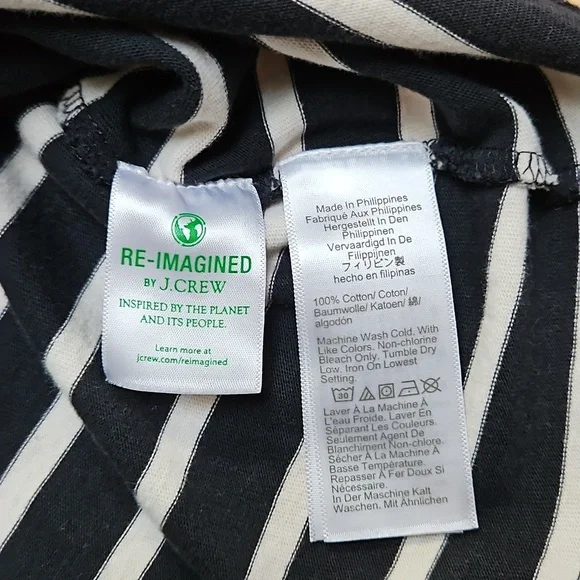 RE-IMAGINED
BY J.CREW
INSPIRED BY THE PLANET
AND ITS PEOPLE.
Learn more at
jcrew.com/reimagined
Made In Philippines
Fabriqué Aux Philippines
Hergestellt In Den
Philippinen
Vervaardigd In De
Filippijnen
フィリピン製
hecho en filipinas
100% Cotton/ Coton/
Baumwolle/ Katoen/ 綿/
algodón
Machine Wash Cold. With
Like Colors. Non-chlorine
Bleach Only. Tumble Dry
Low. Iron On Lowest
Setting.
30
Laver À La Machine À
L'eau Froide. Laver En
Séparant Les Couleurs.
Seulement Agent De
Blanchiment Non-chlore.
Sécher À La Machine À
Basse Température.
Repasser À Fer Doux Si
Nécessaire.
In Der Maschine Kalt
Waschen. Mit Ähnlichen